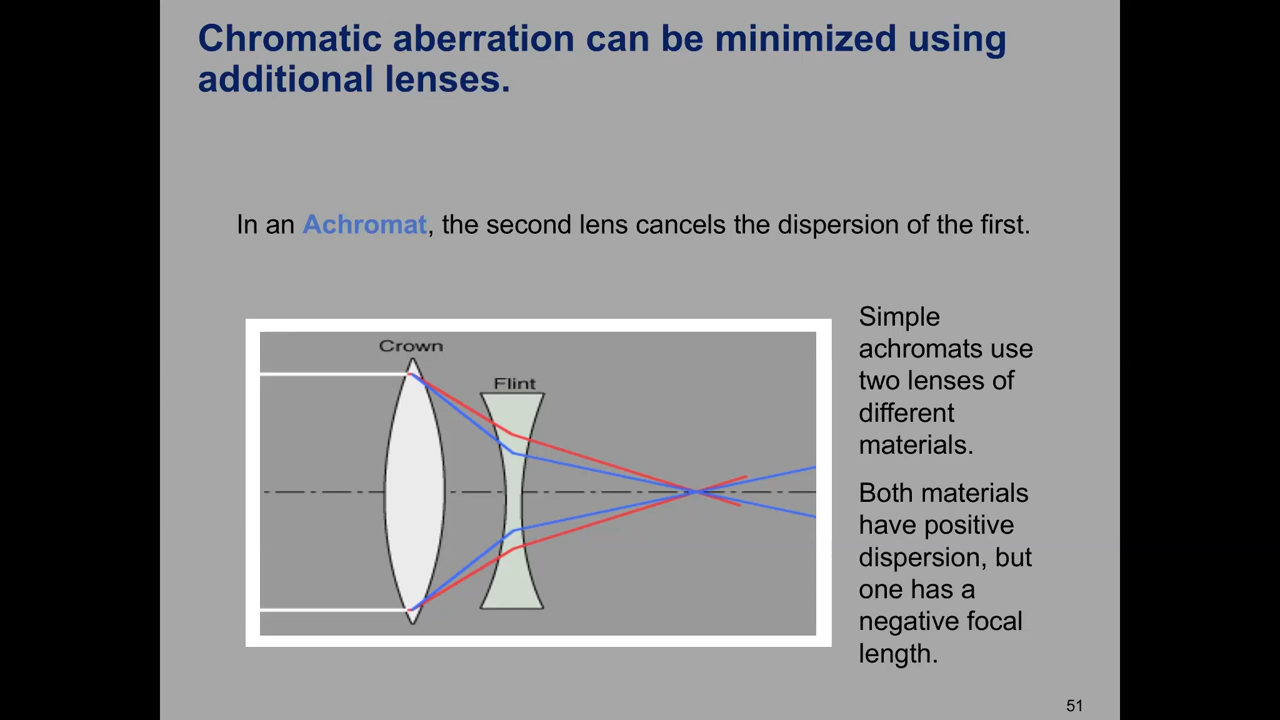 Chromatic aberration can be minimized using
additional lenses.
In an Achromat, the second lens cancels the dispersion of the first.
Crown
Flint
Simple
achromats use
two lenses of
different
materials.
Both materials
have positive
dispersion, but
one has a
negative focal
length.
51